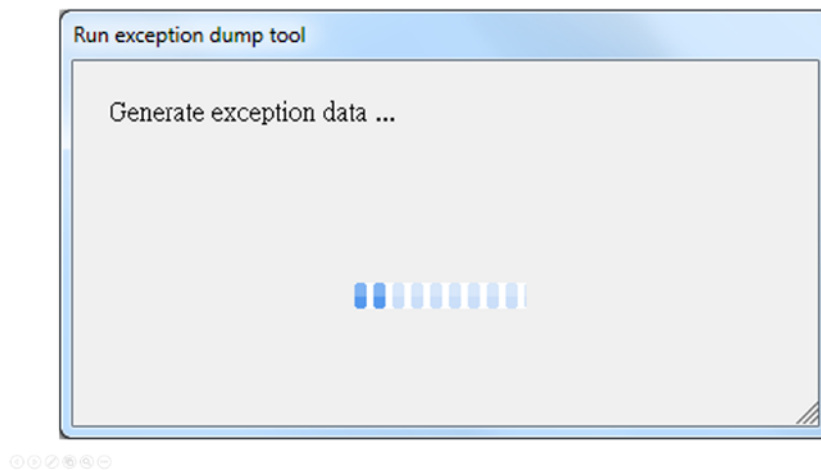 Run exception dump tool
Generate exception data ...